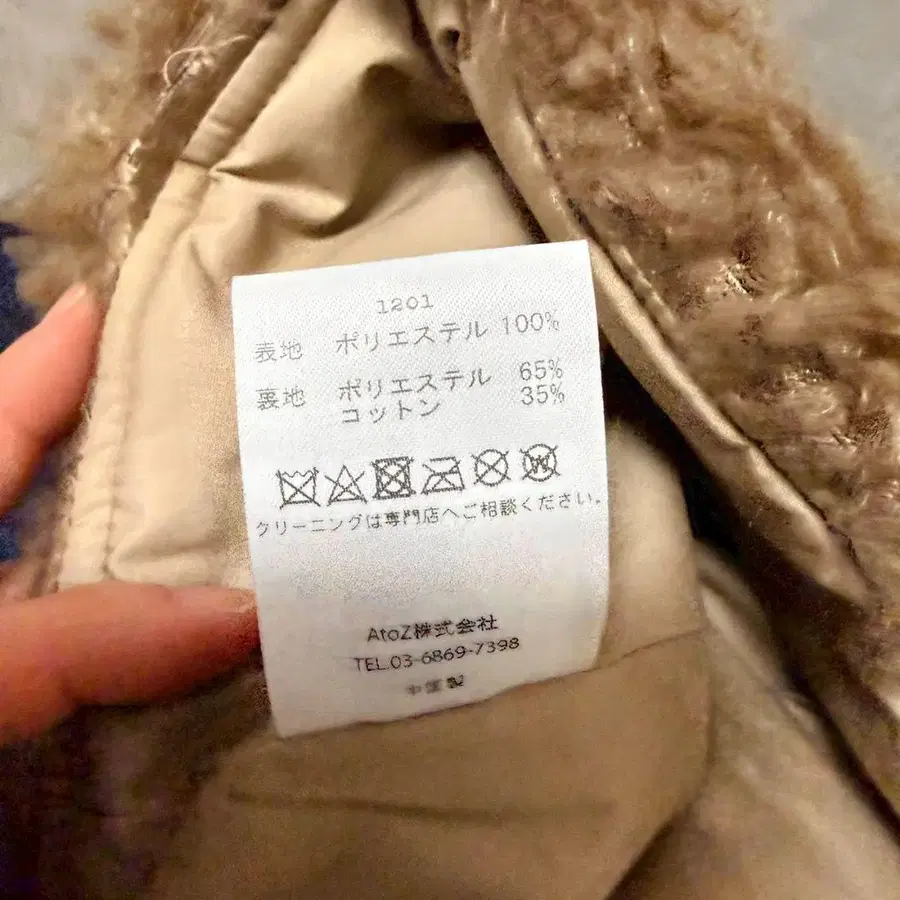 1201
表地 ポリエステル 100%
裏地 ポリエステル 65%
コットン 35%
クリーニングは専門店へご相談ください。
AtoZ株式会社
TEL.03-6869-7398
中国製